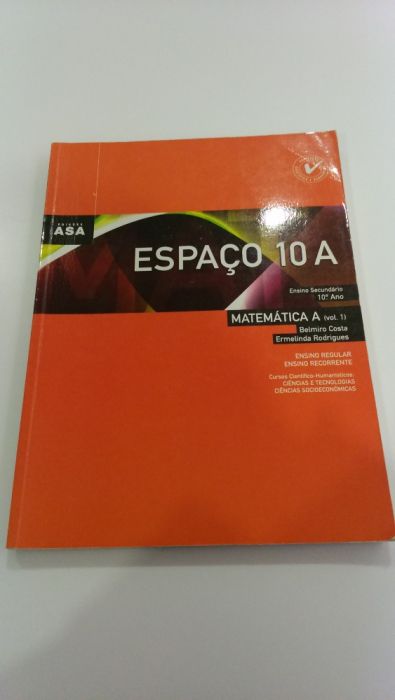 EDIÇÕES
ASA
ESPAÇO 10 A
Ensino Secundário
10º Ano
MATEMÁTICA A (vol. 1)
Belmiro Costa
Ermelinda Rodrigues
ENSINO REGULAR
ENSINO RECORRENTE
Cursos Científico-Humanísticos:
CIÊNCIAS E TECNOLOGIAS
CIÊNCIAS SOCIOECONÓMICAS